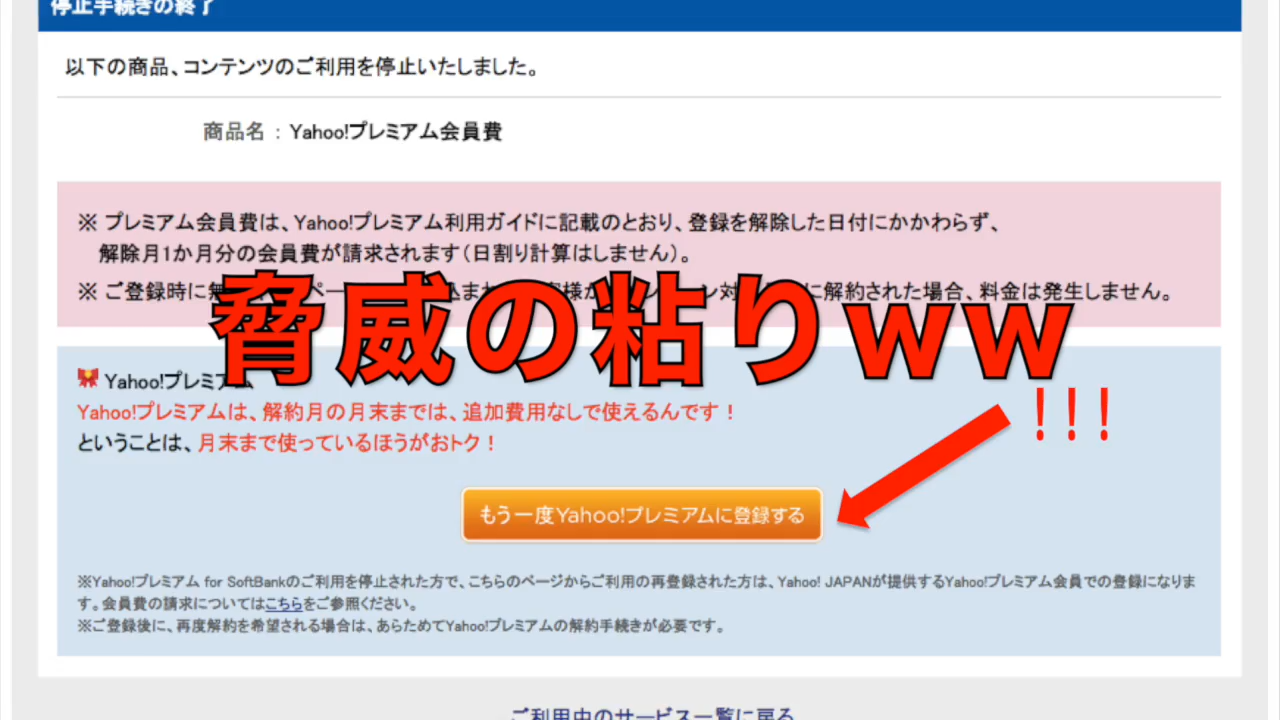 停止手続きの終了
以下の商品、コンテンツのご利用を停止いたしました。
商品名 : Yahoo!プレミアム会員費
※ プレミアム会員費は、Yahoo!プレミアム利用ガイドに記載のとおり、登録を解除した日付にかかわらず、
解除月1か月分の会員費が請求されます（日割り計算はしません）。
※ ご登録時に に解約された場合、料金は発生しません。
脅威の粘りww
!!!
Yahoo!プレミアム
Yahoo!プレミアムは、解約月の月末までは、追加費用なしで使えるんです！
ということは、月末まで使っているほうがおトク！
もう一度Yahoo!プレミアムに登録する
※Yahoo!プレミアム for SoftBankのご利用を停止された方で、こちらのページからご利用の再登録された方は、Yahoo! JAPANが提供するYahoo!プレミアム会員での登録になりま
す。会員費の請求についてはこちらをご参照ください。
※ご登録後に、再度解約を希望される場合は、あらためてYahoo!プレミアムの解約手続きが必要です。
ご利用中のサービス一覧に戻る